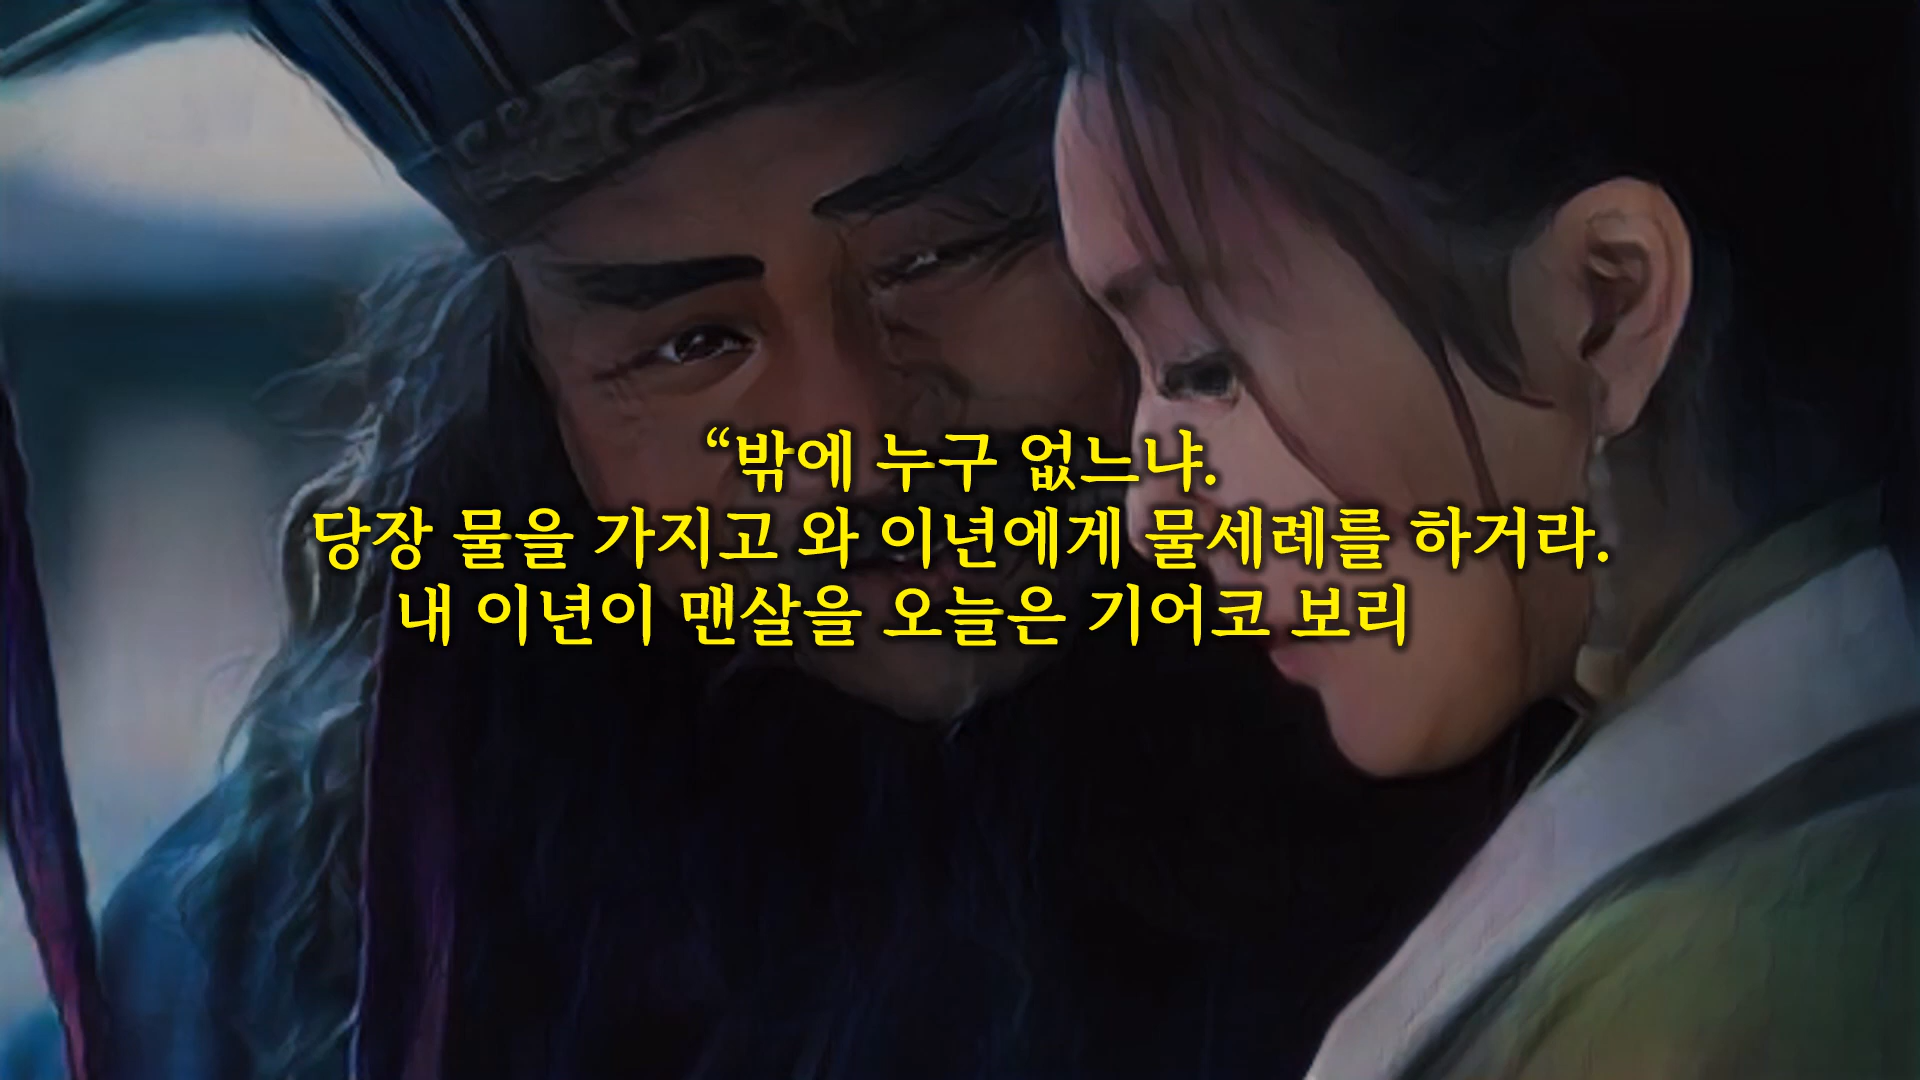 “밖에 누구 없느냐.
당장 물을 가지고 와 이년에게 물세례를 하거라.
내 이년이 맨살을 오늘은 기어코 보리